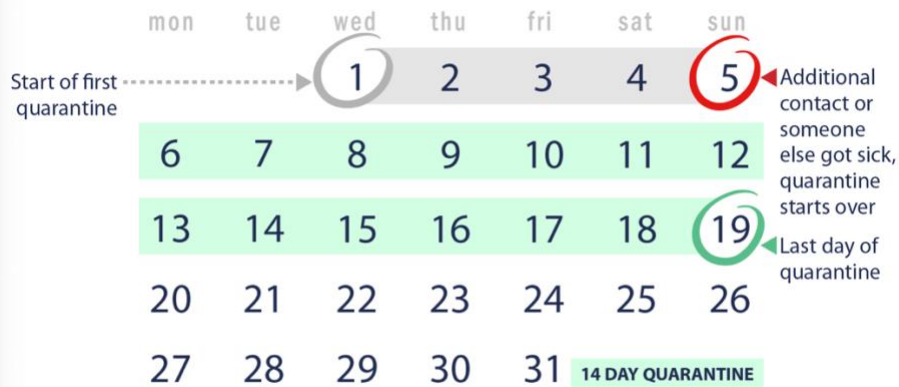 mon tue wed thu fri sat sun
Start of first
quarantine
1 2 3 4 5
Additional
contact or
someone
else got sick,
quarantine
starts over
6 7 8 9 10 11 12
13 14 15 16 17 18 19
Last day of
quarantine
20 21 22 23 24 25 26
27 28 29 30 31
14 DAY QUARANTINE